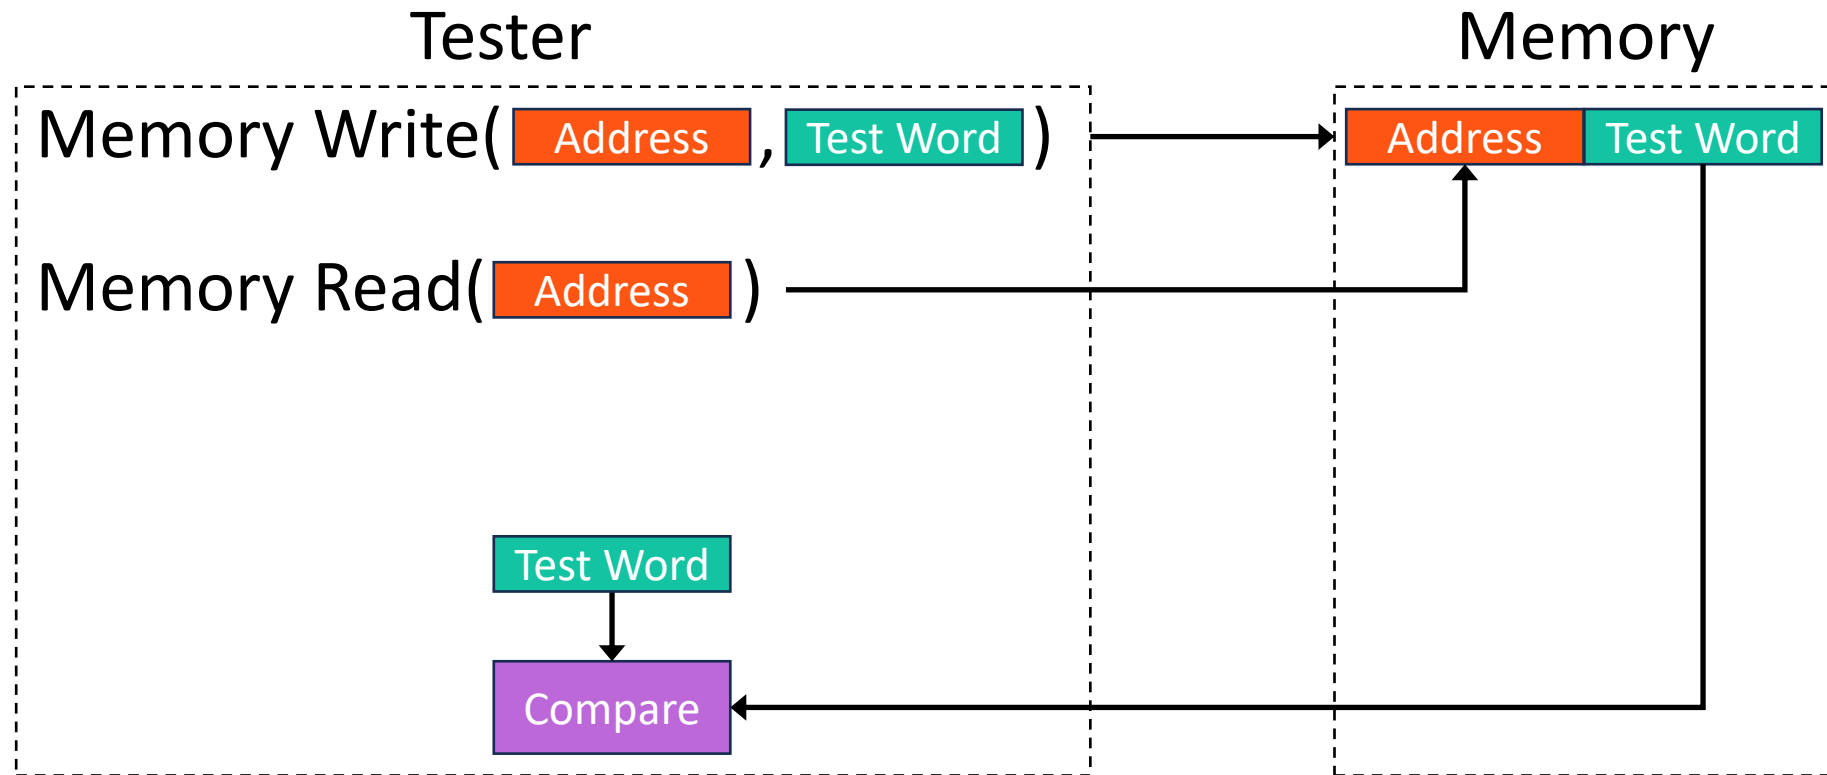 Tester
Memory
Memory Write( Address , Test Word )
Address Test Word
Memory Read( Address )
Test Word
Compare